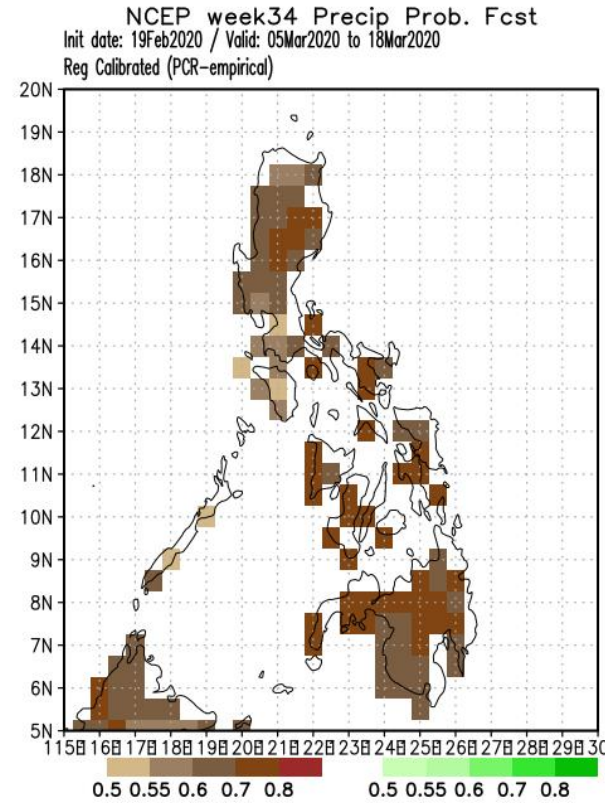 NCEP week34 Precip Prob. Fcst
Init date: 19Feb2020 / Valid: 05Mar2020 to 18Mar2020
Reg Calibrated (PCR-empirical)
20N
19N
18N
17N
16N
15N
14N
13N
12N
11N
10N
9N
8N
7N
6N
5N
115E 116E 117E 118E 119E 120E 121E 122E 123E 124E 125E 126E 127E 128E 129E 130
0.5 0.55 0.6 0.7 0.8 0.5 0.55 0.6 0.7 0.8